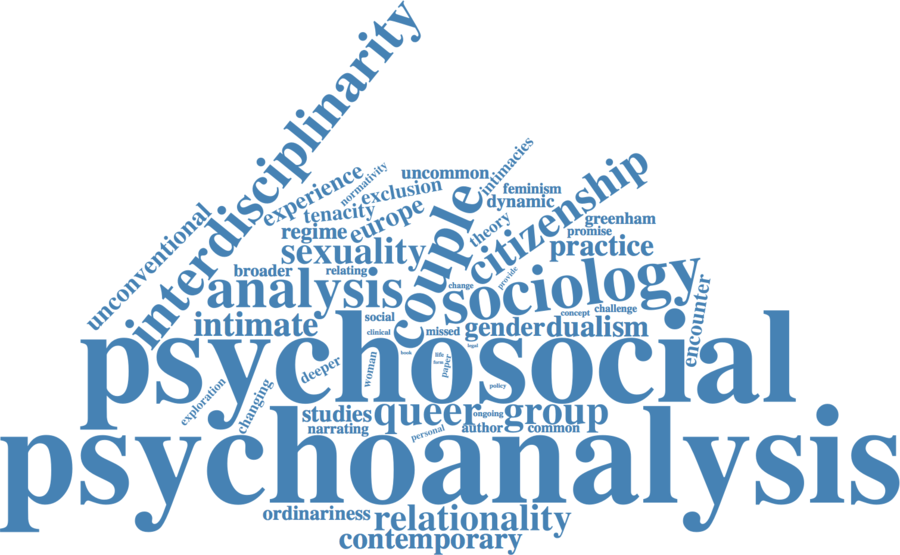 interdisciplinarity
unconventional
experience
normativity
uncommon
intimacies
exclusion
feminism
tenacity
dynamic
europe
regime
couple
theory
citizenship
greenham
promise
practice
sexuality
broader
relating
analysis
change
provide
sociology
encounter
concept
challenge
intimate
social
clinical
missed
gender
dualism
legal
psychosocial
book
life
form
paper
policy
woman
deeper
exploration
changing
studies
queer
ongoing
group
narrating
personal
author
common
psychoanalysis
ordinariness
relationality
contemporary